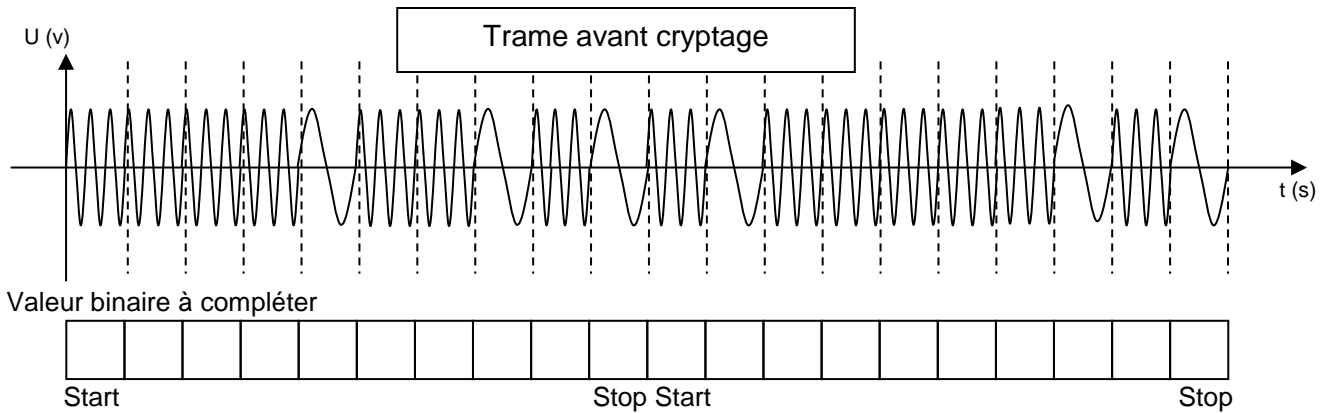 Trame avant cryptage
U (v)
t (s)
Valeur binaire à compléter
Start Stop Start Stop